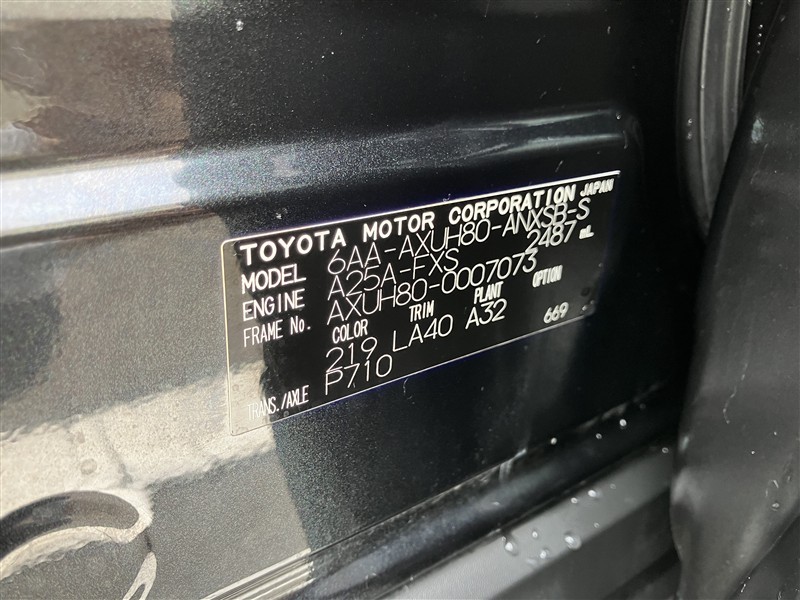 TOYOTA MOTOR CORPORATION JAPAN
MODEL 6AA-AXUH80-ANXSB-S
ENGINE A25A-FXS 2487 mL
FRAME No. AXUH80-0007073
COLOR TRIM PLANT OPTION
219 LA40 A32 669
TRANS./AXLE P710